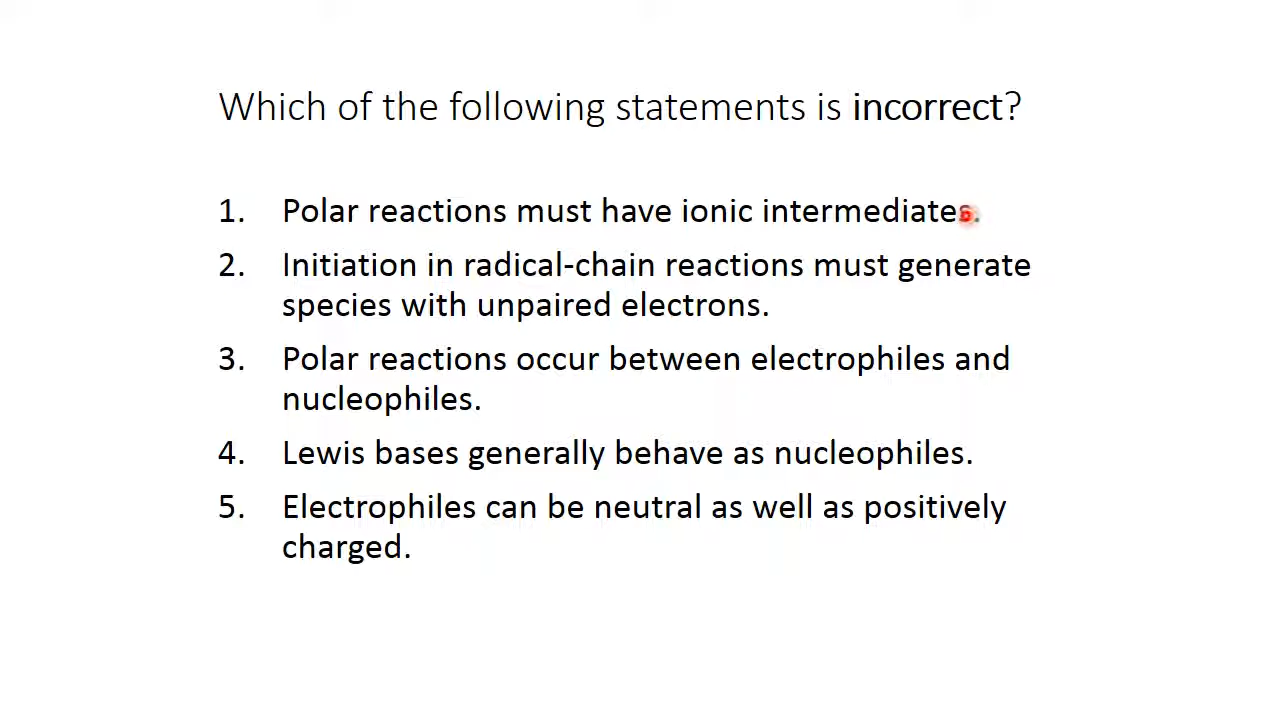 Which of the following statements is incorrect?
1. Polar reactions must have ionic intermediates.
2. Initiation in radical-chain reactions must generate
species with unpaired electrons.
3. Polar reactions occur between electrophiles and
nucleophiles.
4. Lewis bases generally behave as nucleophiles.
5. Electrophiles can be neutral as well as positively
charged.